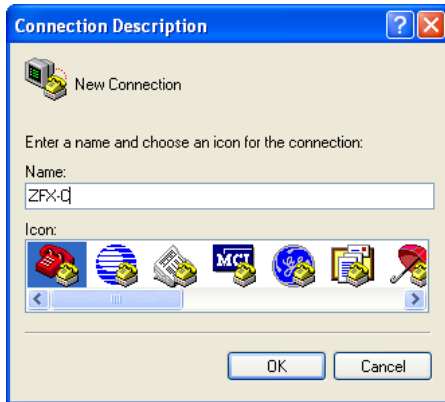 Connection Description
New Connection
Enter a name and choose an icon for the connection:
Name:
ZFX-C
Icon:
MCI
OK
Cancel